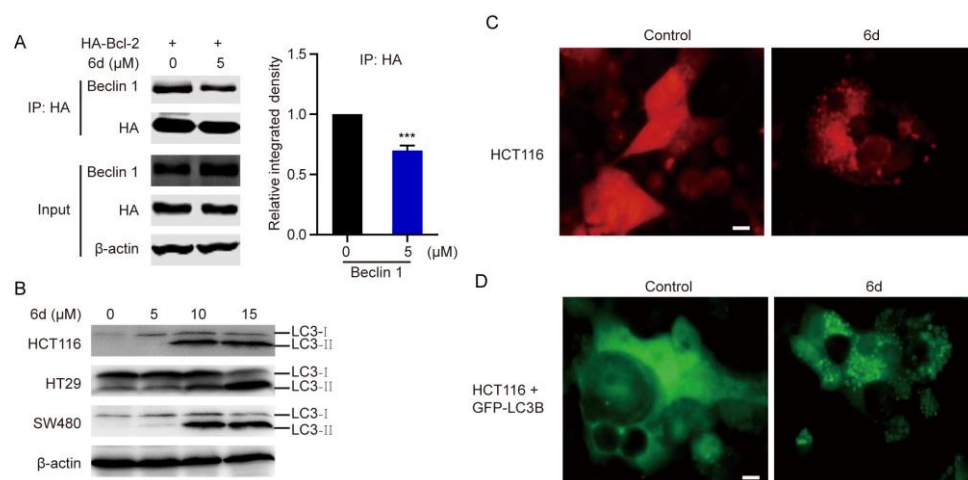 A
HA-Bcl-2 + +
6d (μM) 0 5
IP: HA
Beclin 1
HA
Input
Beclin 1
HA
β-actin
IP: HA
Relative integrated density
1.5
1.0
0.5
0.0
***
0 5 (μM)
Beclin 1
B
6d (μM) 0 5 10 15
HCT116
LC3-I
LC3-II
HT29
LC3-I
LC3-II
SW480
LC3-I
LC3-II
β-actin
C
Control 6d
HCT116
D
Control 6d
HCT116 +
GFP-LC3B